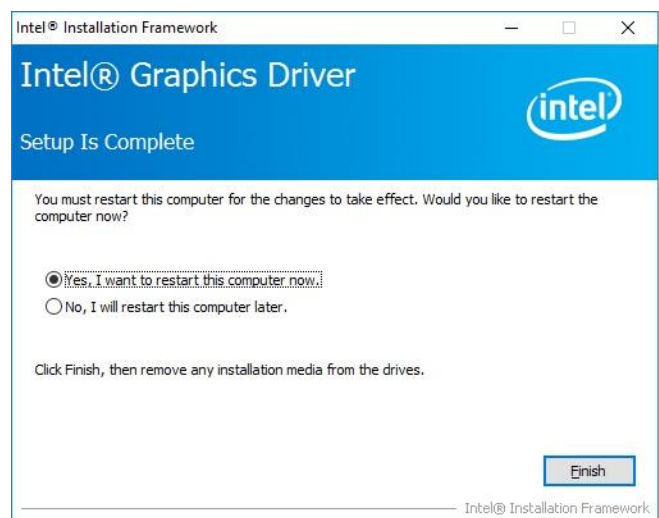 Intel® Installation Framework
Intel® Graphics Driver
intel
Setup Is Complete
You must restart this computer for the changes to take effect. Would you like to restart the
computer now?
Yes, I want to restart this computer now.
No, I will restart this computer later.
Click Finish, then remove any installation media from the drives.
Finish
Intel® Installation Framework